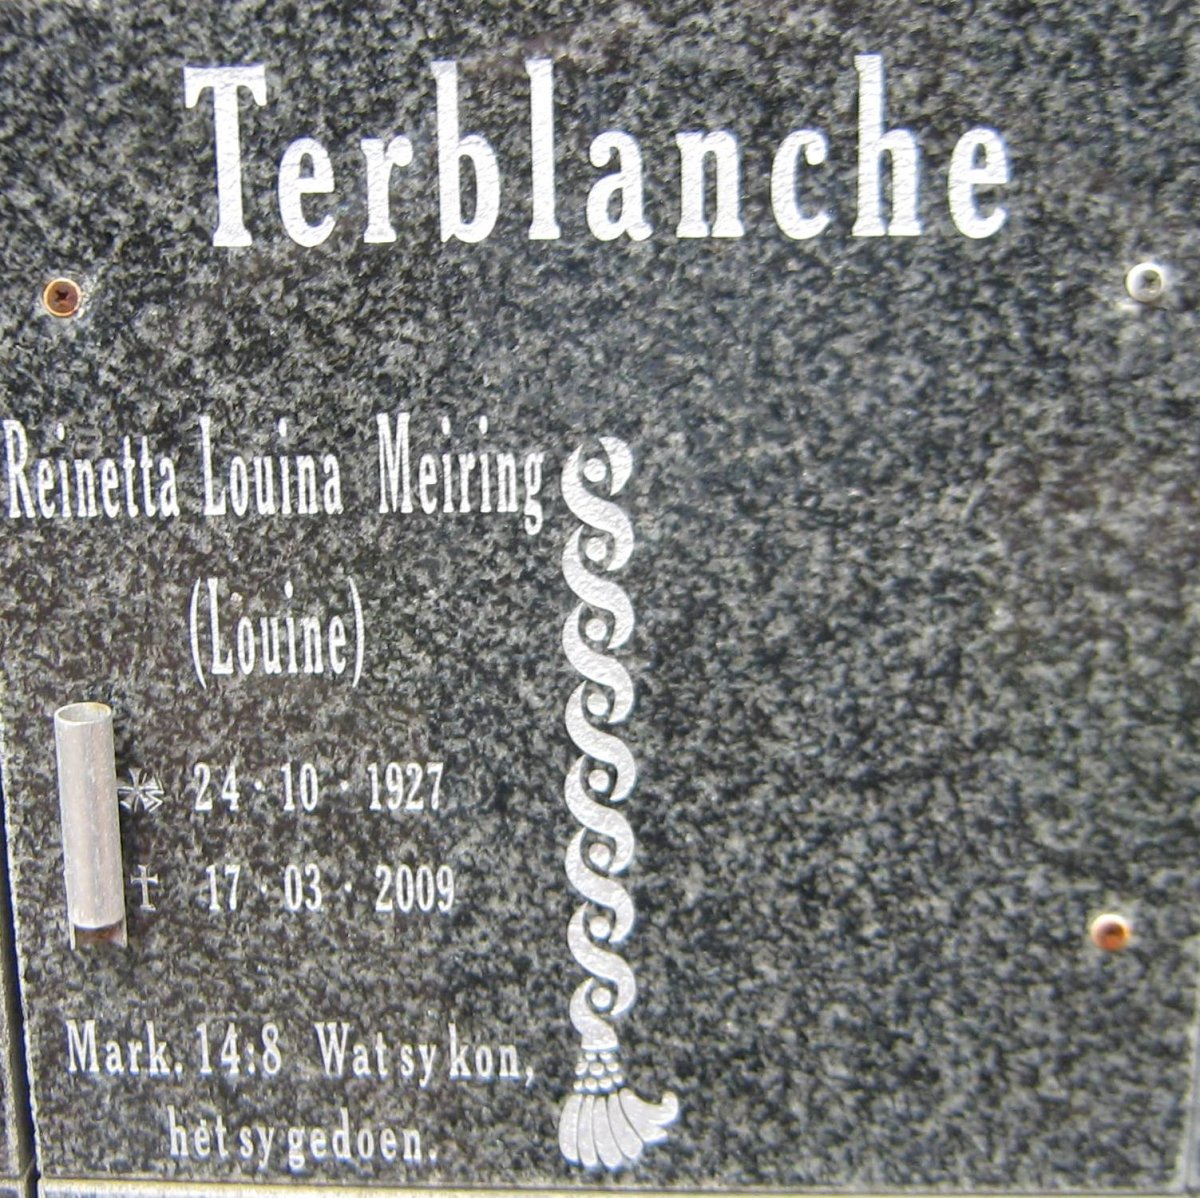 Terblanche
Reinetta Louina Meiring
(Louine)
24 · 10 · 1927
† 17 · 03 · 2009
Mark. 14:8 Wat sy kon,
hét sy gedoen.